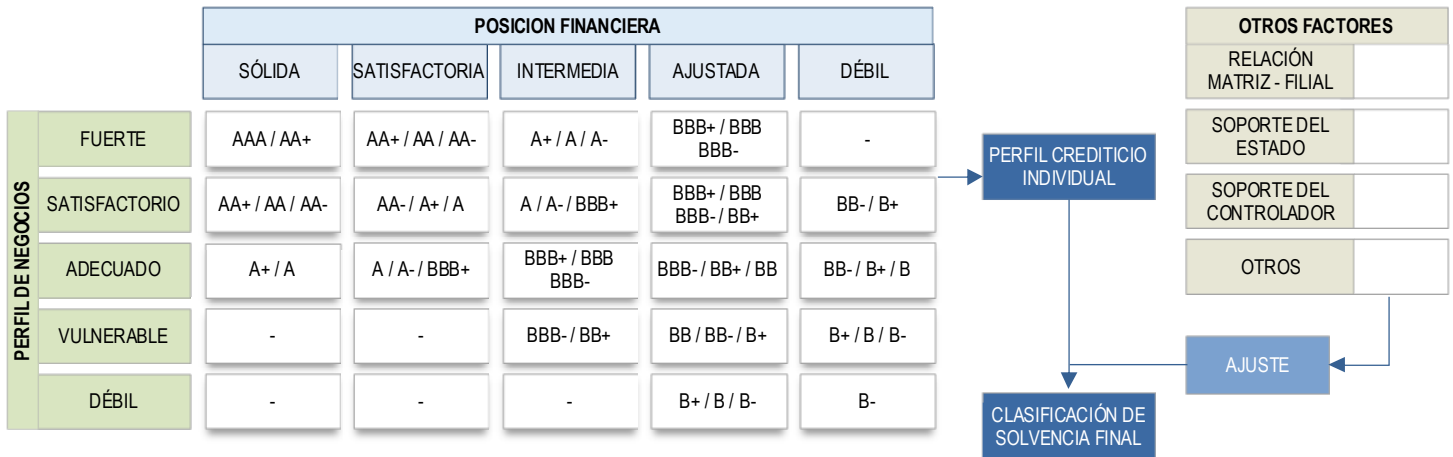 POSICION FINANCIERA
SÓLIDA
SATISFACTORIA
INTERMEDIA
AJUSTADA
DÉBIL
PERFIL DE NEGOCIOS
FUERTE
AAA / AA+
AA+ / AA / AA-
A+ / A / A-
BBB+ / BBB
BBB-
-
SATISFACTORIO
AA+ / AA / AA-
AA- / A+ / A
A / A- / BBB+
BBB+ / BBB
BBB- / BB+
BB- / B+
ADECUADO
A+ / A
A / A- / BBB+
BBB+ / BBB
BBB-
BBB- / BB+ / BB
BB- / B+ / B
VULNERABLE
-
-
BBB- / BB+
BB / BB- / B+
B+ / B / B-
DÉBIL
-
-
-
B+ / B / B-
B-
PERFIL CREDITICIO
INDIVIDUAL
CLASIFICACIÓN DE
SOLVENCIA FINAL
OTROS FACTORES
RELACIÓN
MATRIZ - FILIAL
SOPORTE DEL
ESTADO
SOPORTE DEL
CONTROLADOR
OTROS
AJUSTE